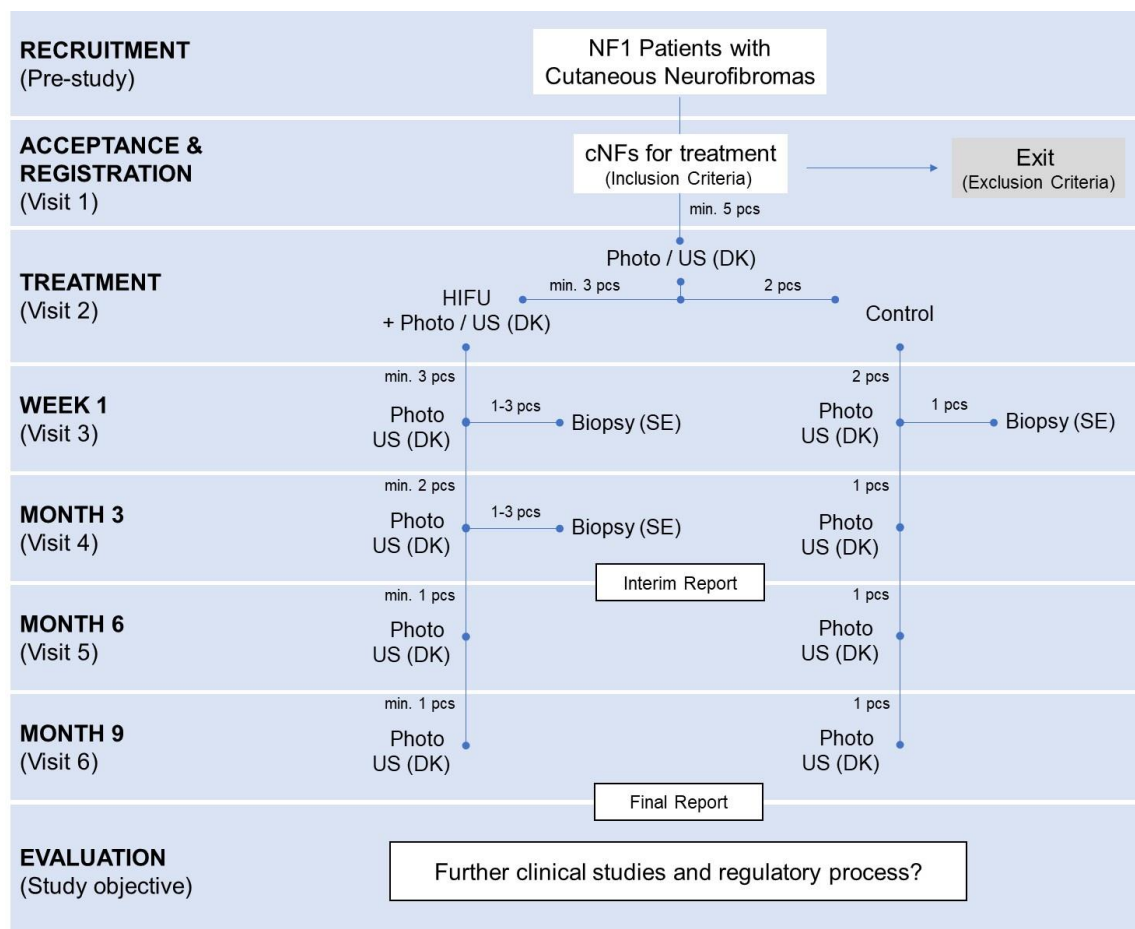 RECRUITMENT
(Pre-study)
NF1 Patients with
Cutaneous Neurofibromas
ACCEPTANCE &
REGISTRATION
(Visit 1)
cNFs for treatment
(Inclusion Criteria)
Exit
(Exclusion Criteria)
min. 5 pcs
TREATMENT
(Visit 2)
Photo / US (DK)
min. 3 pcs
2 pcs
HIFU
+ Photo / US (DK)
Control
WEEK 1
(Visit 3)
min. 3 pcs
Photo
US (DK)
1-3 pcs
Biopsy (SE)
2 pcs
Photo
US (DK)
1 pcs
Biopsy (SE)
MONTH 3
(Visit 4)
min. 2 pcs
Photo
US (DK)
1-3 pcs
Biopsy (SE)
1 pcs
Photo
US (DK)
Interim Report
MONTH 6
(Visit 5)
min. 1 pcs
Photo
US (DK)
1 pcs
Photo
US (DK)
MONTH 9
(Visit 6)
min. 1 pcs
Photo
US (DK)
1 pcs
Photo
US (DK)
Final Report
EVALUATION
(Study objective)
Further clinical studies and regulatory process?